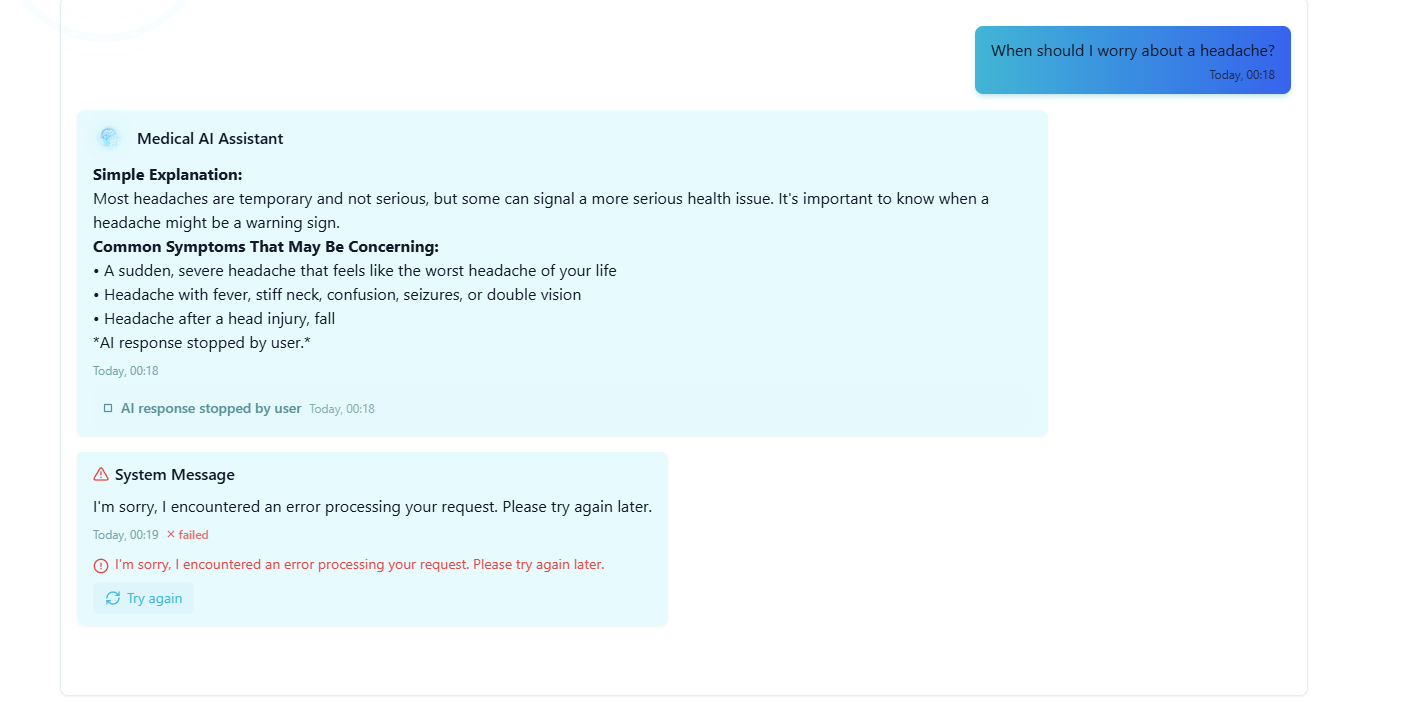 When should I worry about a headache?
Today, 00:18
Medical AI Assistant
Simple Explanation:
Most headaches are temporary and not serious, but some can signal a more serious health issue. It's important to know when a
headache might be a warning sign.
Common Symptoms That May Be Concerning:
• A sudden, severe headache that feels like the worst headache of your life
• Headache with fever, stiff neck, confusion, seizures, or double vision
• Headache after a head injury, fall
*AI response stopped by user.*
Today, 00:18
AI response stopped by user Today, 00:18
System Message
I'm sorry, I encountered an error processing your request. Please try again later.
Today, 00:19 × failed
I'm sorry, I encountered an error processing your request. Please try again later.
Try again